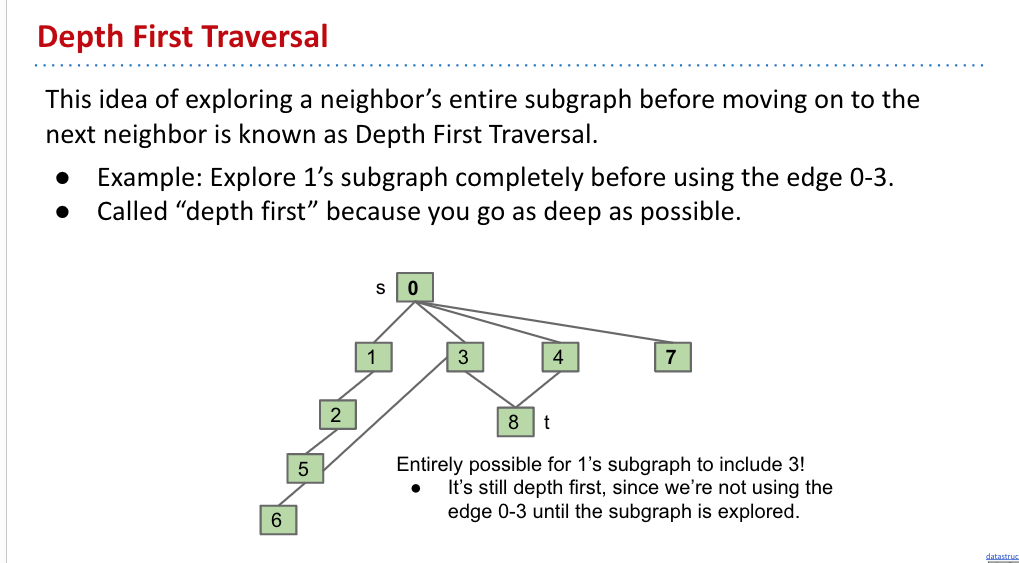 Depth First Traversal
This idea of exploring a neighbor's entire subgraph before moving on to the
next neighbor is known as Depth First Traversal.
● Example: Explore 1's subgraph completely before using the edge 0-3.
● Called “depth first” because you go as deep as possible.
s 0
1 3 4 7
2
8 t
5
6
Entirely possible for 1's subgraph to include 3!
● It's still depth first, since we're not using the
edge 0-3 until the subgraph is explored.
datastruc